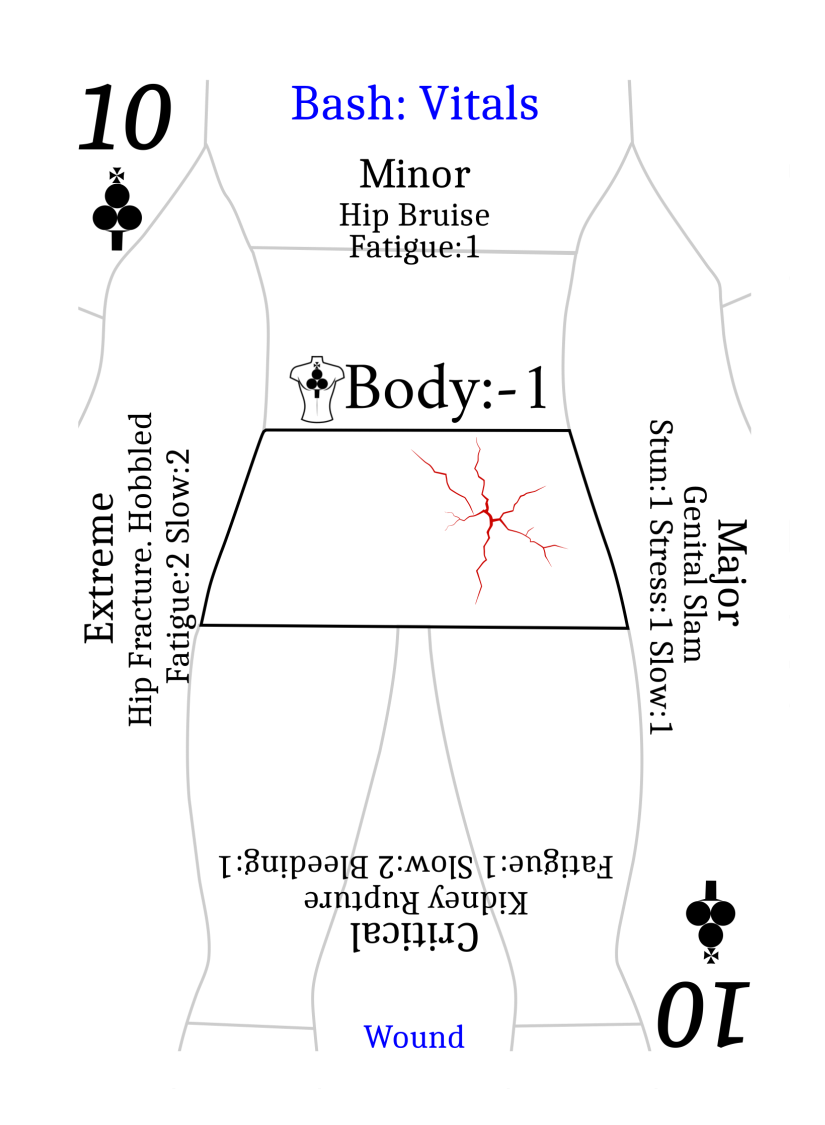 10
Bash: Vitals
Minor
Hip Bruise
Fatigue:1
Body:-1
Extreme
Hip Fracture. Hobbled
Fatigue:2 Slow:2
Major
Genital Slam
Stun:1 Stress:1 Slow:1
Critical
Kidney Rupture
Fatigue:1 Slow:2 Bleeding:1
Wound
10